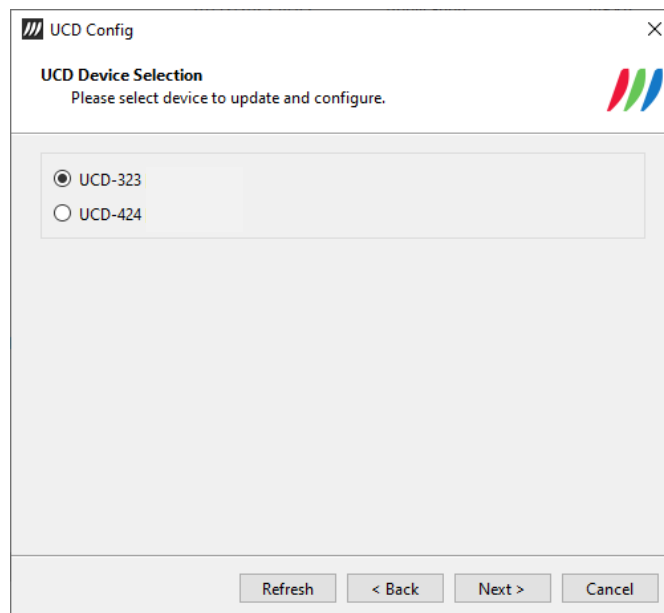 UCD Config
UCD Device Selection
Please select device to update and configure.
UCD-323
UCD-424
Refresh
< Back
Next >
Cancel